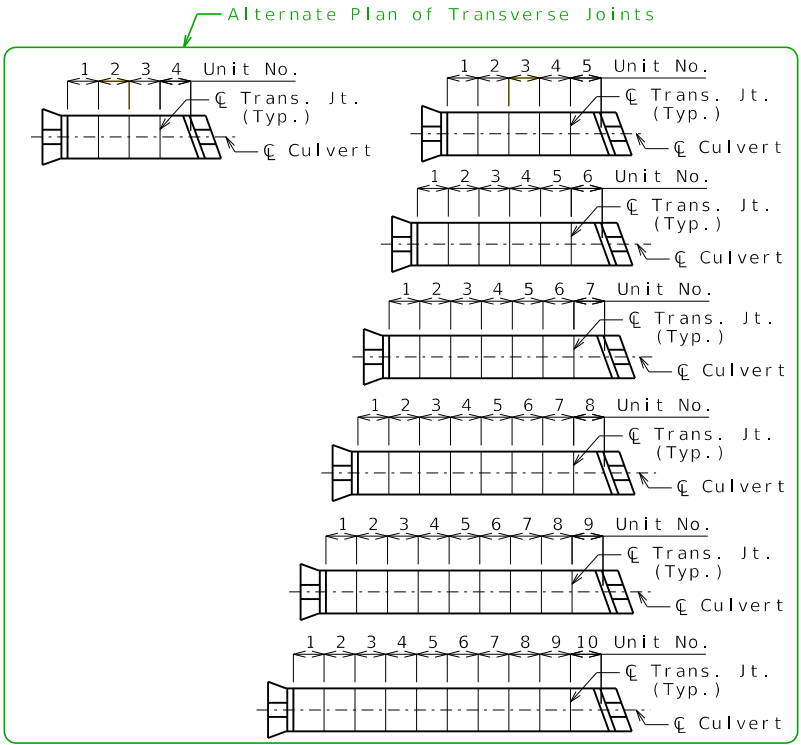 Alternate Plan of Transverse Joints
1 2 3 4 Unit No.
℄ Trans. Jt.
(Typ.)
℄ Culvert
1 2 3 4 5 Unit No.
℄ Trans. Jt.
(Typ.)
℄ Culvert
1 2 3 4 5 6 Unit No.
℄ Trans. Jt.
(Typ.)
℄ Culvert
1 2 3 4 5 6 7 Unit No.
℄ Trans. Jt.
(Typ.)
℄ Culvert
1 2 3 4 5 6 7 8 Unit No.
℄ Trans. Jt.
(Typ.)
℄ Culvert
1 2 3 4 5 6 7 8 9 Unit No.
℄ Trans. Jt.
(Typ.)
℄ Culvert
1 2 3 4 5 6 7 8 9 10 Unit No.
℄ Trans. Jt.
(Typ.)
℄ Culvert